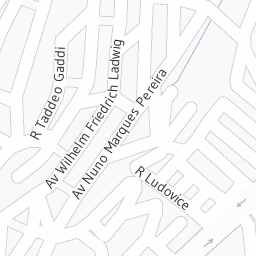 R Taddeo Gaddi
Av Wilhelm Friedrich Ladwig
Av Nuno Marques Pereira
R Ludovice